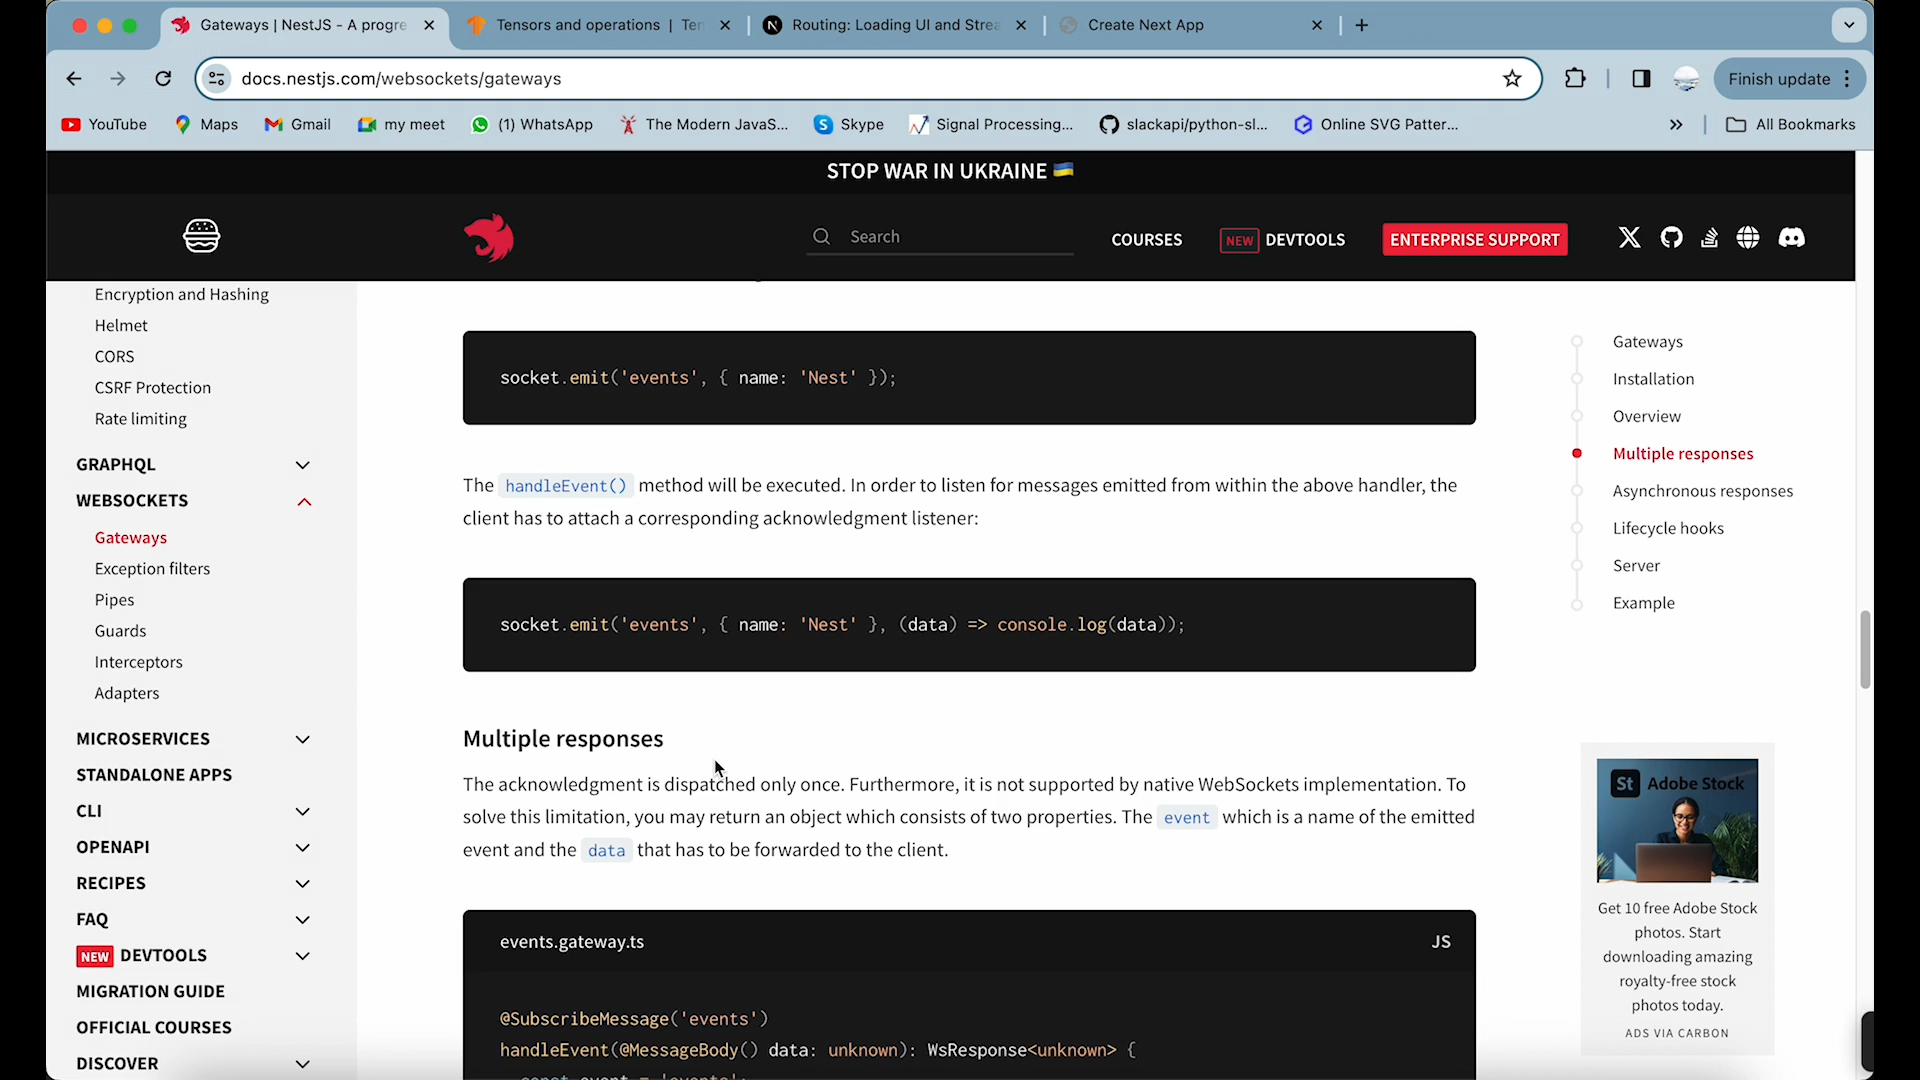 Gateways | NestJS - A progre
Tensors and operations | Ten
Routing: Loading UI and Strea
Create Next App
docs.nestjs.com/websockets/gateways
Finish update
YouTube
Maps
Gmail
my meet
(1) WhatsApp
The Modern JavaS...
Skype
Signal Processing...
slackapi/python-sl...
Online SVG Patter...
All Bookmarks
STOP WAR IN UKRAINE 🇺🇦
Search
COURSES
NEW DEVTOOLS
ENTERPRISE SUPPORT
Encryption and Hashing
Helmet
CORS
CSRF Protection
Rate limiting
GRAPHQL
WEBSOCKETS
Gateways
Exception filters
Pipes
Guards
Interceptors
Adapters
MICROSERVICES
STANDALONE APPS
CLI
OPENAPI
RECIPES
FAQ
NEW DEVTOOLS
MIGRATION GUIDE
OFFICIAL COURSES
DISCOVER
socket.emit('events', { name: 'Nest' });
The handleEvent() method will be executed. In order to listen for messages emitted from within the above handler, the
client has to attach a corresponding acknowledgment listener:
socket.emit('events', { name: 'Nest' }, (data) => console.log(data));
Multiple responses
The acknowledgment is dispatched only once. Furthermore, it is not supported by native WebSockets implementation. To
solve this limitation, you may return an object which consists of two properties. The event which is a name of the emitted
event and the data that has to be forwarded to the client.
events.gateway.ts
JS
@SubscribeMessage('events')
handleEvent(@MessageBody() data: unknown): WsResponse<unknown> {
const event = 'events';
Gateways
Installation
Overview
Multiple responses
Asynchronous responses
Lifecycle hooks
Server
Example
St Adobe Stock
Get 10 free Adobe Stock
photos. Start
downloading amazing
royalty-free stock
photos today.
ADS VIA CARBON